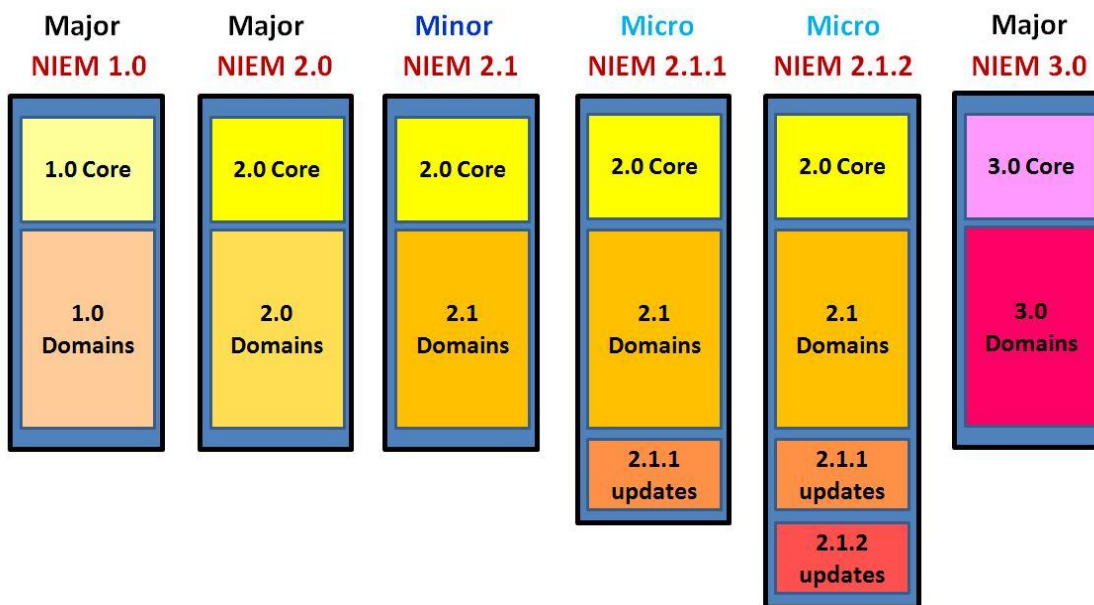 Major
NIEM 1.0
1.0 Core
1.0
Domains
Major
NIEM 2.0
2.0 Core
2.0
Domains
Minor
NIEM 2.1
2.0 Core
2.1
Domains
Micro
NIEM 2.1.1
2.0 Core
2.1
Domains
2.1.1
updates
Micro
NIEM 2.1.2
2.0 Core
2.1
Domains
2.1.1
updates
2.1.2
updates
Major
NIEM 3.0
3.0 Core
3.0
Domains